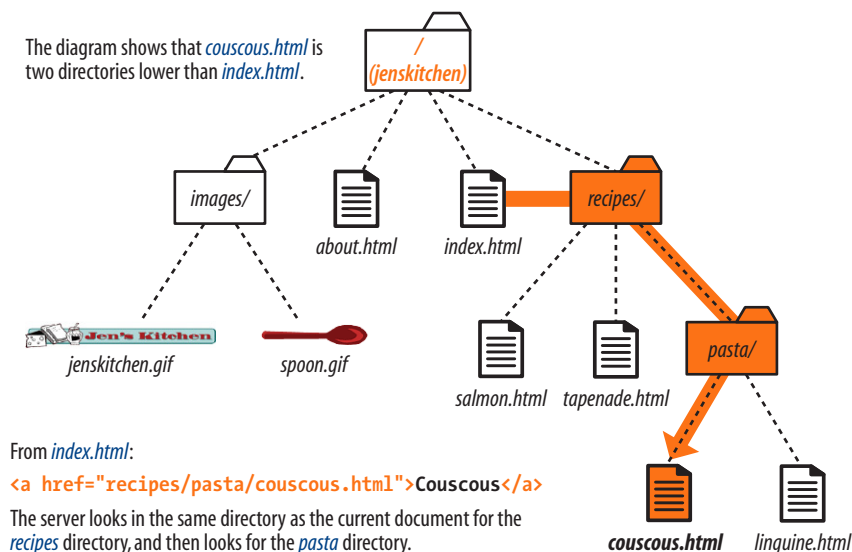 The diagram shows that couscous.html is
two directories lower than index.html.
/
(jenskitchen)
images/
about.html
index.html
recipes/
Jen's Kitchen
jenskitchen.gif
spoon.gif
salmon.html
tapenade.html
pasta/
From index.html:
<a href="recipes/pasta/couscous.html">Couscous</a>
The server looks in the same directory as the current document for the
recipes directory, and then looks for the pasta directory.
couscous.html
linguine.html